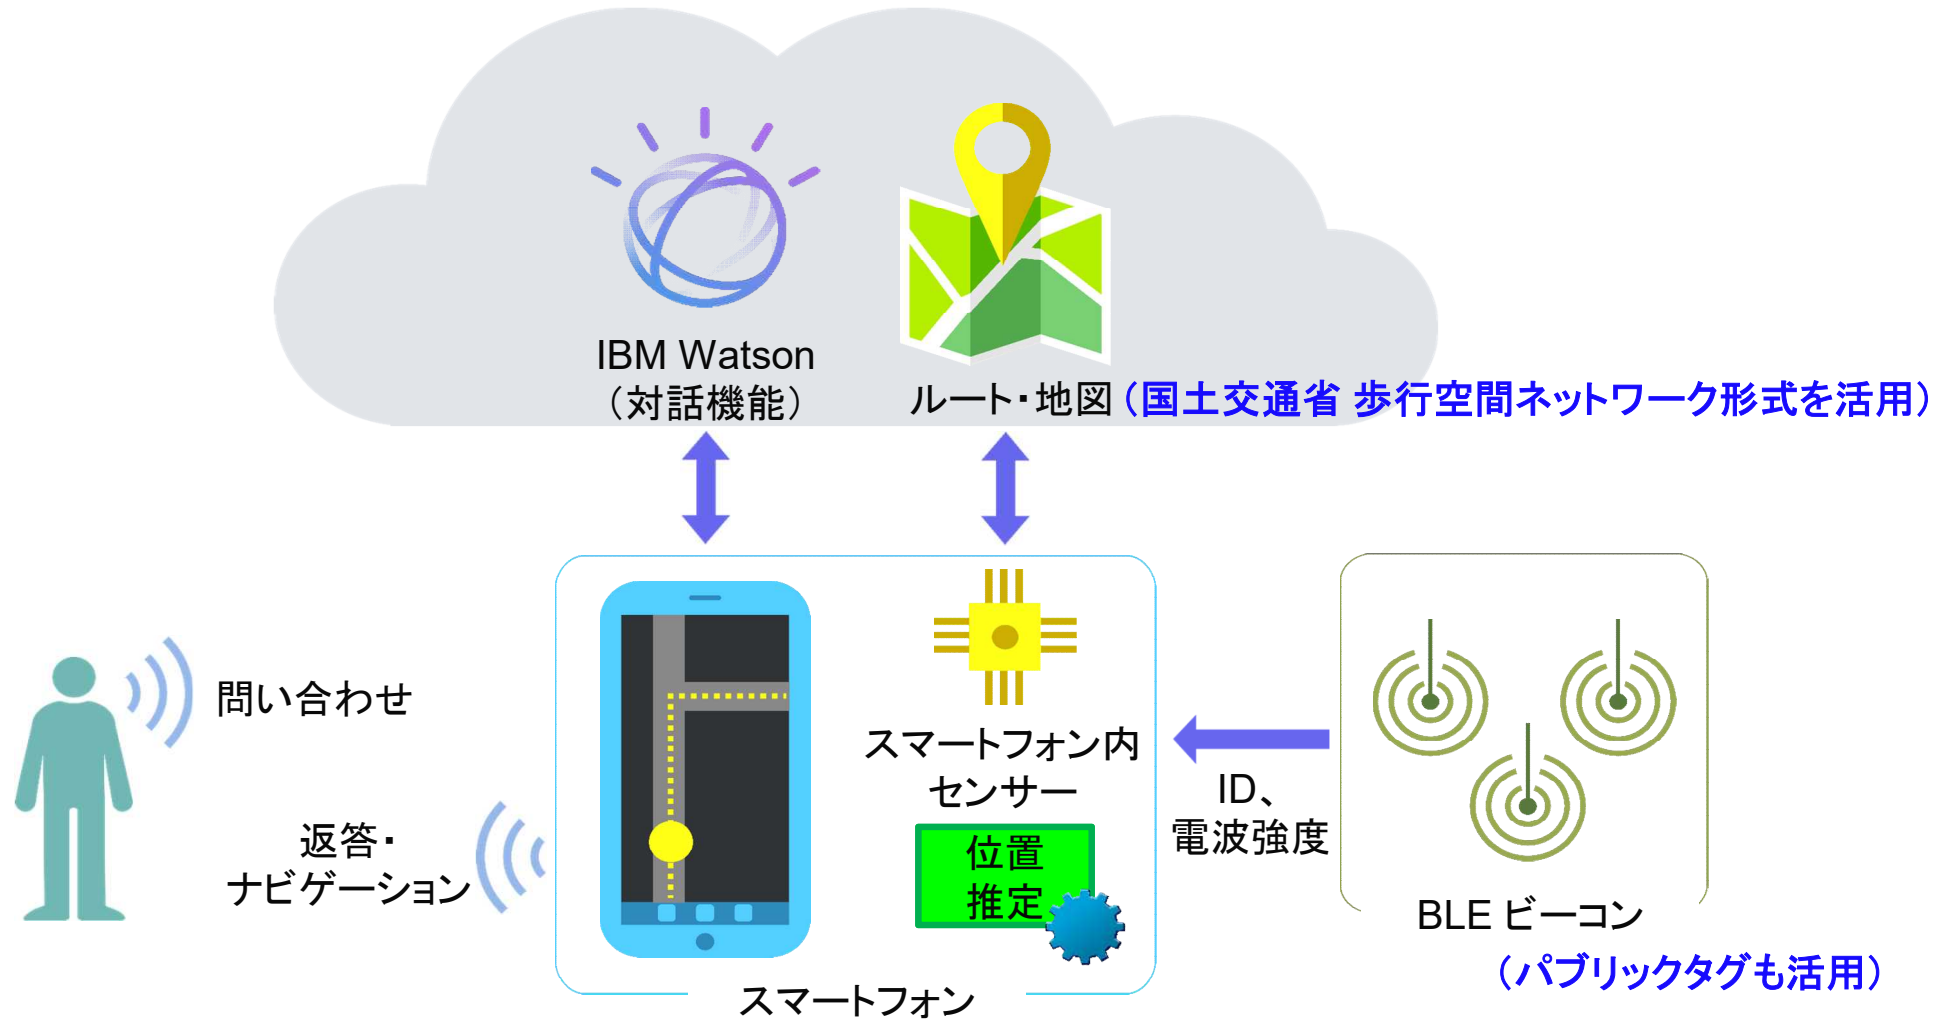 IBM Watson
（対話機能）
ルート・地図（国土交通省 歩行空間ネットワーク形式を活用）
問い合わせ
返答・
ナビゲーション
スマートフォン内
センサー
位置
推定
スマートフォン
ID、
電波強度
BLE ビーコン
（パブリックタグも活用）